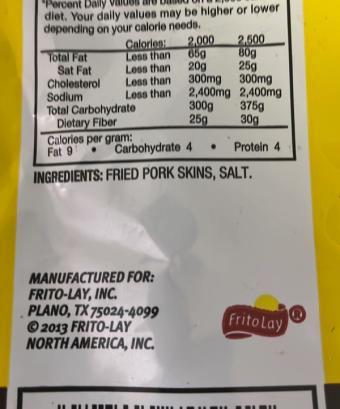 *Percent Daily Values are based on a 2,000
diet. Your daily values may be higher or lower
depending on your calorie needs.
Calories: 2,000 2,500
Total Fat Less than 65g 80g
Sat Fat Less than 20g 25g
Cholesterol Less than 300mg 300mg
Sodium Less than 2,400mg 2,400mg
Total Carbohydrate 300g 375g
Dietary Fiber 25g 30g
Calories per gram:
Fat 9 • Carbohydrate 4 • Protein 4
INGREDIENTS: FRIED PORK SKINS, SALT.
MANUFACTURED FOR:
FRITO-LAY, INC.
PLANO, TX 75024-4099
© 2013 FRITO-LAY
NORTH AMERICA, INC.
FritoLay ®